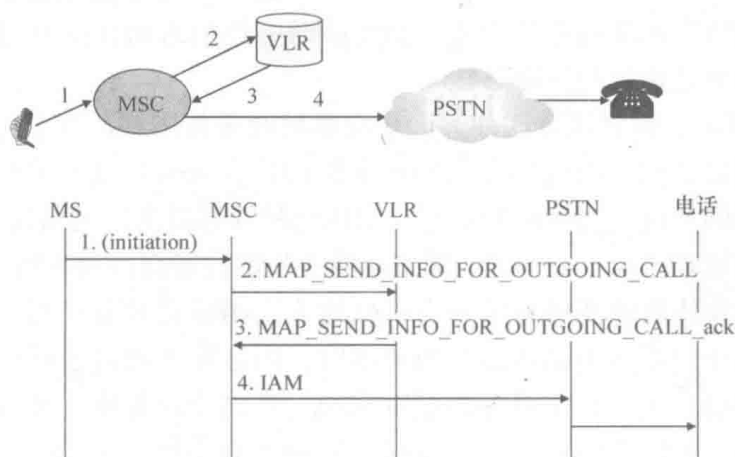 VLR
2
1
MSC
3
4
PSTN
MS
MSC
VLR
PSTN
电话
1. (initiation)
2. MAP_SEND_INFO_FOR_OUTGOING_CALL
3. MAP_SEND_INFO_FOR_OUTGOING_CALL_ack
4. IAM